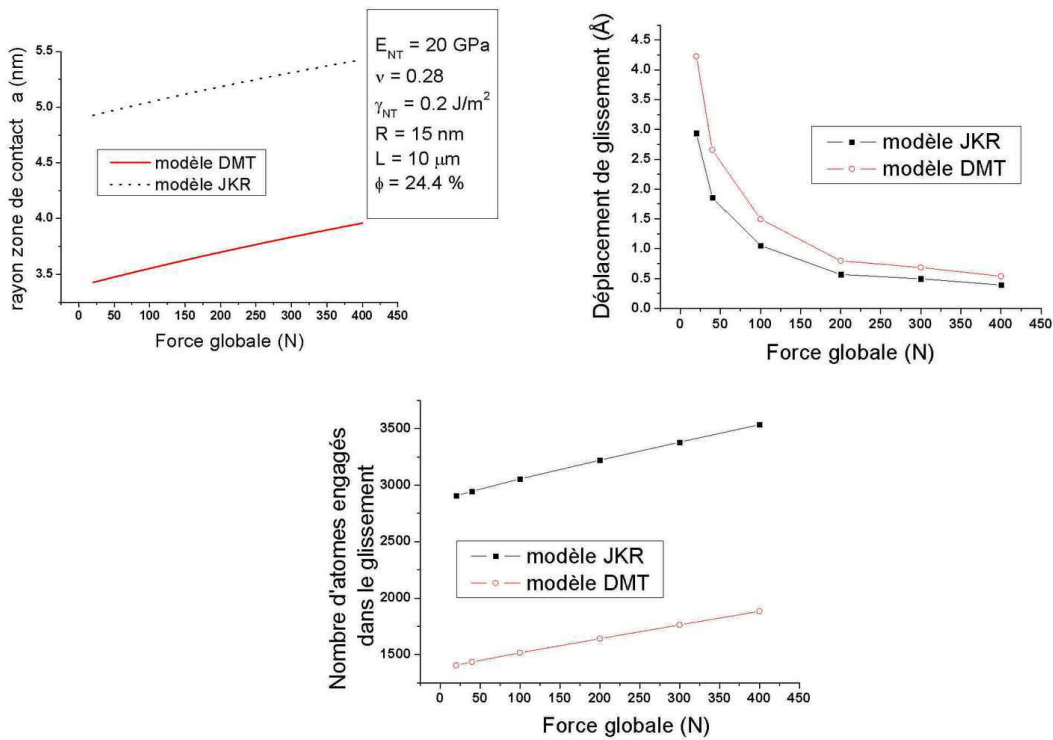 rayon zone de contact a (nm)
5.5
5.0
4.5
4.0
3.5
0 50 100 150 200 250 300 350 400 450
Force globale (N)
modèle DMT
modèle JKR
E_NT = 20 GPa
ν = 0.28
γ_NT = 0.2 J/m²
R = 15 nm
L = 10 μm
ϕ = 24.4 %
Déplacement de glissement (Å)
4.5
4.0
3.5
3.0
2.5
2.0
1.5
1.0
0.5
0.0
0 50 100 150 200 250 300 350 400 450
Force globale (N)
modèle JKR
modèle DMT
Nombre d'atomes engagés
dans le glissement
3500
3000
2500
2000
1500
0 50 100 150 200 250 300 350 400 450
Force globale (N)
modèle JKR
modèle DMT